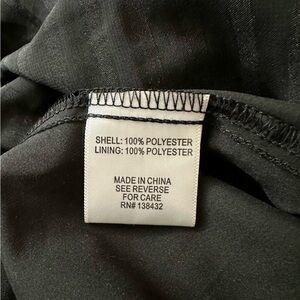 SHELL: 100% POLYESTER
LINING: 100% POLYESTER
MADE IN CHINA
SEE REVERSE
FOR CARE
RN# 138432